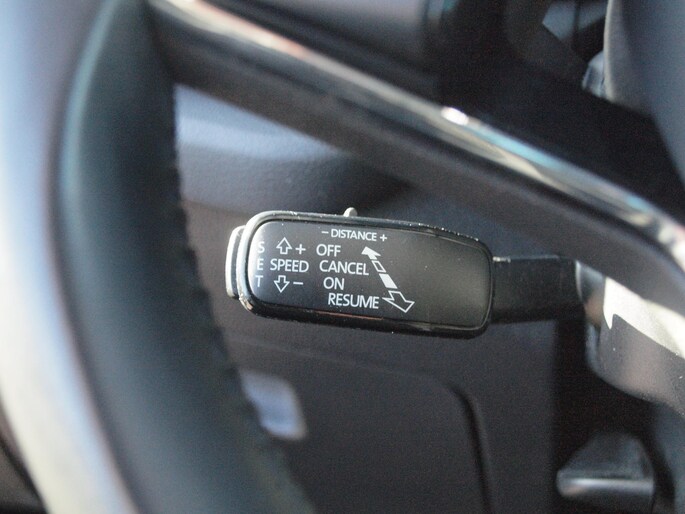 - DISTANCE +
S + OFF
E SPEED CANCEL
T - ON
RESUME